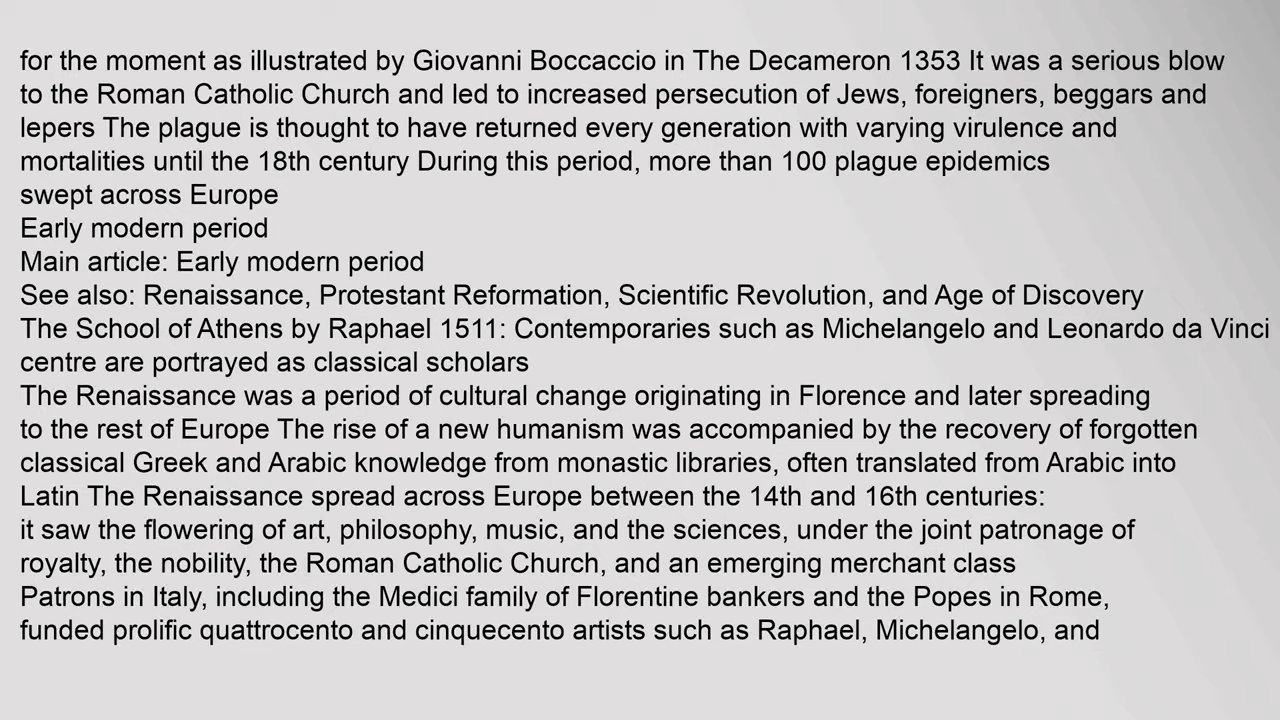 for the moment as illustrated by Giovanni Boccaccio in The Decameron 1353 It was a serious blow
to the Roman Catholic Church and led to increased persecution of Jews, foreigners, beggars and
lepers The plague is thought to have returned every generation with varying virulence and
mortalities until the 18th century During this period, more than 100 plague epidemics
swept across Europe
Early modern period
Main article: Early modern period
See also: Renaissance, Protestant Reformation, Scientific Revolution, and Age of Discovery
The School of Athens by Raphael 1511: Contemporaries such as Michelangelo and Leonardo da Vinci
centre are portrayed as classical scholars
The Renaissance was a period of cultural change originating in Florence and later spreading
to the rest of Europe The rise of a new humanism was accompanied by the recovery of forgotten
classical Greek and Arabic knowledge from monastic libraries, often translated from Arabic into
Latin The Renaissance spread across Europe between the 14th and 16th centuries:
it saw the flowering of art, philosophy, music, and the sciences, under the joint patronage of
royalty, the nobility, the Roman Catholic Church, and an emerging merchant class
Patrons in Italy, including the Medici family of Florentine bankers and the Popes in Rome,
funded prolific quattrocento and cinquecento artists such as Raphael, Michelangelo, and